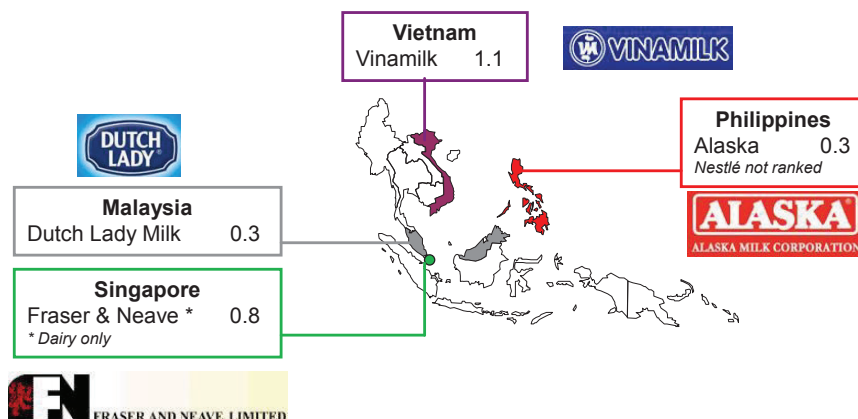 Vietnam
Vinamilk 1.1
VINAMILK
Philippines
Alaska 0.3
Nestlé not ranked
DUTCH
LADY®
Malaysia
Dutch Lady Milk 0.3
ALASKA®
ALASKA MILK CORPORATION
Singapore
Fraser & Neave * 0.8
* Dairy only
FN
FRASER AND NEAVE, LIMITED